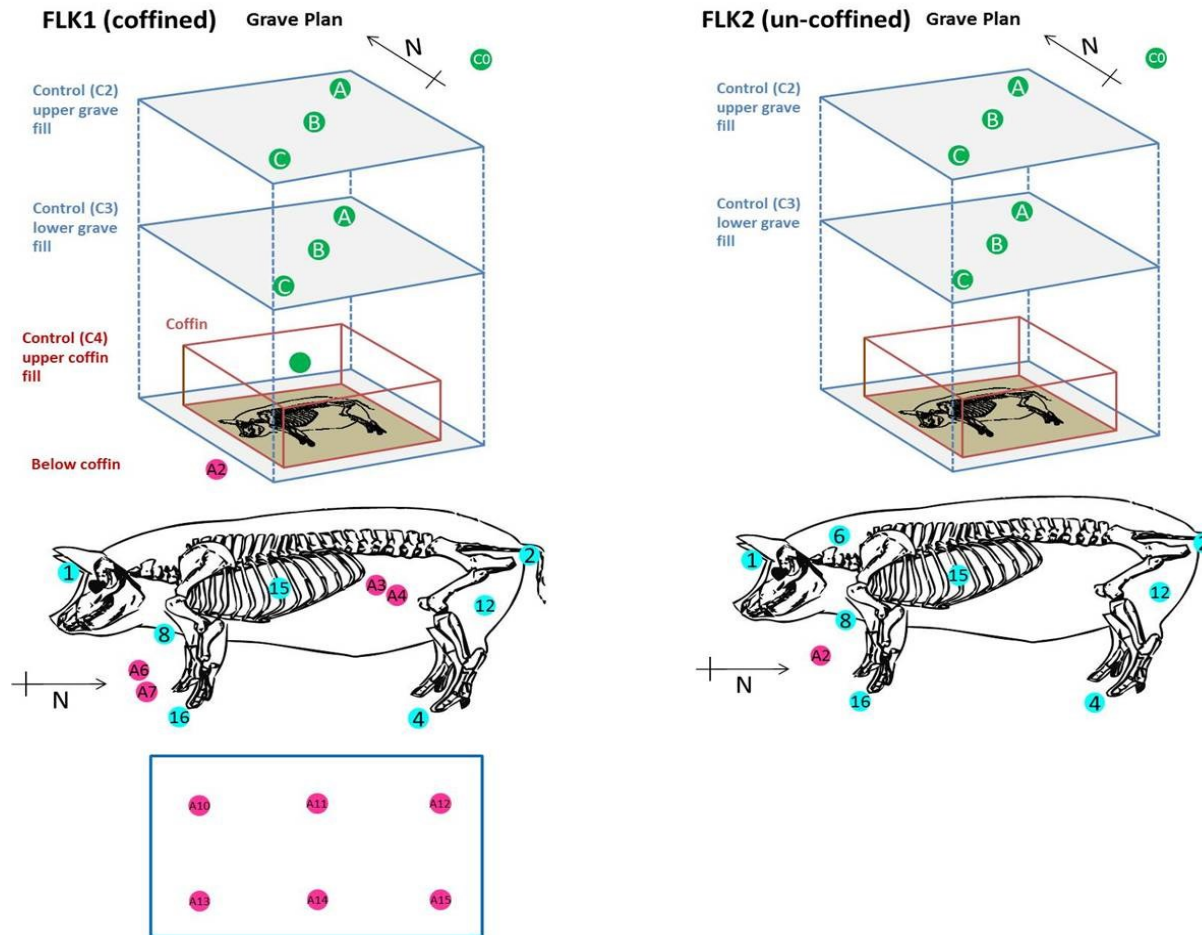 FLK1 (coffined) Grave Plan
N
C0
Control (C2)
upper grave
fill
A
B
C
Control (C3)
lower grave
fill
A
B
C
Control (C4)
upper coffin
fill
Coffin
Below coffin
A2
1
2
15
A3
A4
12
8
A6
A7
N
16
4
A10 A11 A12
A13 A14 A15
FLK2 (un-coffined) Grave Plan
N
C0
Control (C2)
upper grave
fill
A
B
C
Control (C3)
lower grave
fill
A
B
C
6
1
15
12
8
A2
N
16
4